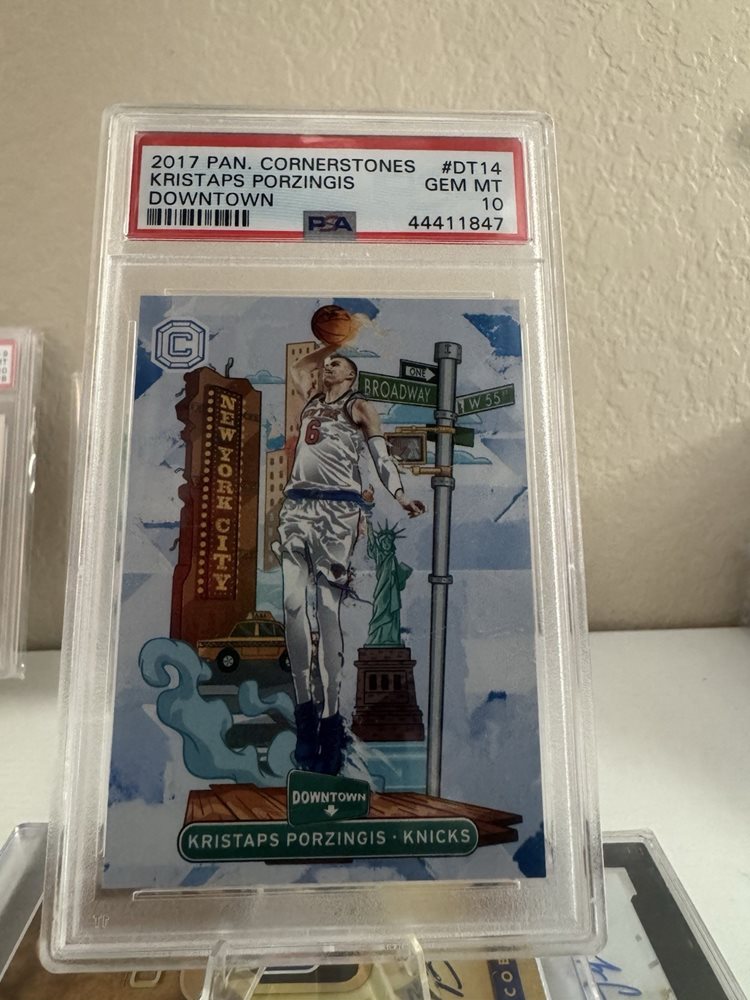 2017 PAN. CORNERSTONES #DT14
KRISTAPS PORZINGIS GEM MT
DOWNTOWN 10
PSA 44411847
C
ONE
BROADWAY
W 55 ST
NEW YORK CITY
6
DOWNTOWN
KRISTAPS PORZINGIS · KNICKS